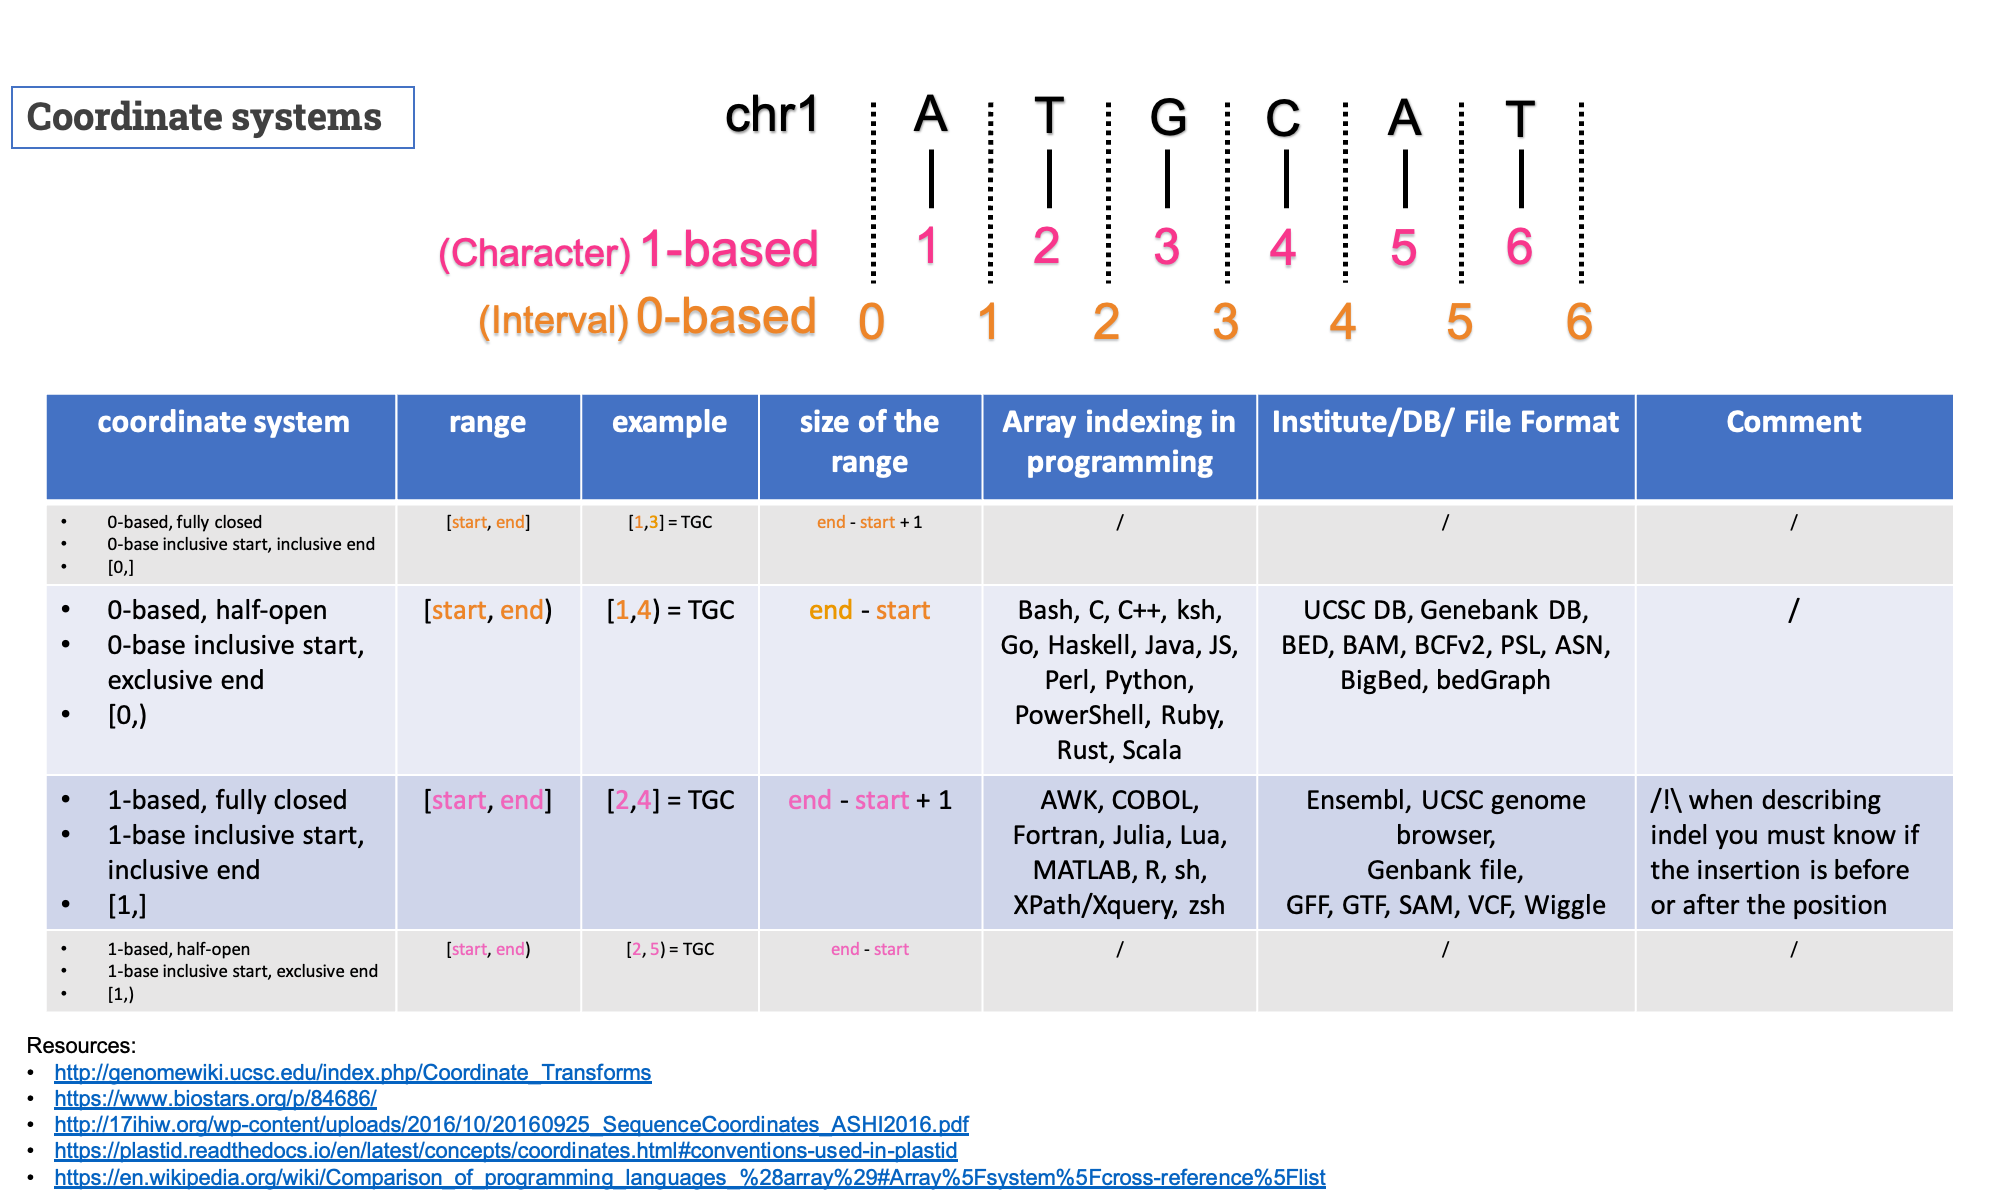 Coordinate systems
chr1 A T G C A T
(Character) 1-based 1 2 3 4 5 6
(Interval) 0-based 0 1 2 3 4 5 6
coordinate system
range
example
size of the
range
Array indexing in
programming
Institute/DB/ File Format
Comment
• 0-based, fully closed
• 0-base inclusive start, inclusive end
• [0,]
[start, end]
[1,3] = TGC
end - start + 1
/
/
/
• 0-based, half-open
• 0-base inclusive start,
exclusive end
• [0,)
[start, end)
[1,4) = TGC
end - start
Bash, C, C++, ksh,
Go, Haskell, Java, JS,
Perl, Python,
PowerShell, Ruby,
Rust, Scala
UCSC DB, Genebank DB,
BED, BAM, BCFv2, PSL, ASN,
BigBed, bedGraph
/
• 1-based, fully closed
• 1-base inclusive start,
inclusive end
• [1,]
[start, end]
[2,4] = TGC
end - start + 1
AWK, COBOL,
Fortran, Julia, Lua,
MATLAB, R, sh,
XPath/Xquery, zsh
Ensembl, UCSC genome
browser,
Genbank file,
GFF, GTF, SAM, VCF, Wiggle
/!\ when describing
indel you must know if
the insertion is before
or after the position
• 1-based, half-open
• 1-base inclusive start, exclusive end
• [1,)
[start, end)
[2, 5) = TGC
end - start
/
/
/
Resources:
• http://genomewiki.ucsc.edu/index.php/Coordinate_Transforms
• https://www.biostars.org/p/84686/
• http://17ihiw.org/wp-content/uploads/2016/10/20160925_SequenceCoordinates_ASHI2016.pdf
• https://plastid.readthedocs.io/en/latest/concepts/coordinates.html#conventions-used-in-plastid
• https://en.wikipedia.org/wiki/Comparison_of_programming_languages_%28array%29#Array%5Fsystem%5Fcross-reference%5Flist